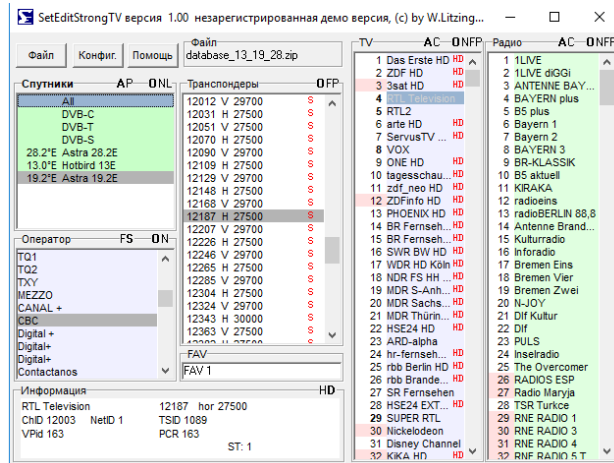 SetEditStrongTV версия 1.00 незарегистрированная демо версия, (c) by W.Litzing...
Файл Конфиг. Помощь
Файл
database_13_19_28.zip
Спутники AP ONL
All
DVB-C
DVB-T
DVB-S
28.2°E Astra 28.2E
13.0°E Hotbird 13E
19.2°E Astra 19.2E
Оператор FS ON
TQ1
TQ2
TXY
MEZZO
CANAL +
CBC
Digital +
Digital+
Digital+
Contactanos
Транспондеры OFP
12012 V 29700 S
12031 H 27500 S
12051 V 27500 S
12070 H 27500 S
12090 V 29700 S
12109 H 27500 S
12129 V 29700 S
12148 H 27500 S
12168 V 29700 S
12187 H 27500 S
12207 V 29700 S
12226 H 27500 S
12246 V 29700 S
12265 H 27500 S
12285 V 29700 S
12304 H 27500 S
12324 V 29700 S
12343 H 30000 S
12363 V 27500 S
12382 H 27500 S
FAV
FAV 1
Информация HD
RTL Television 12187 hor 27500
ChID 12003 NetID 1 TSID 1089
VPid 163 PCR 163
ST: 1
TV AC ONFP
1 Das Erste HD HD
2 ZDF HD HD
3 3sat HD HD
4 RTL Television
5 RTL2
6 arte HD HD
7 ServusTV ... HD
8 VOX
9 ONE HD HD
10 tagesschau... HD
11 zdf_neo HD HD
12 ZDFinfo HD HD
13 PHOENIX HD HD
14 BR Fernseh... HD
15 BR Fernseh... HD
16 SWR BW HD HD
17 WDR HD Köln HD
18 NDR FS HH ... HD
19 MDR S-Anh... HD
20 MDR Sachs... HD
21 MDR Thürin... HD
22 HSE24 HD HD
23 ARD-alpha
24 hr-fernseh... HD
25 rbb Berlin HD HD
26 rbb Brande... HD
27 SR Fernsehen
28 HSE24 EXT... HD
29 SUPER RTL
30 Nickelodeon
31 Disney Channel
32 KiKA HD HD
Радио AC ONFP
1 1LIVE
2 1LIVE diGGi
3 ANTENNE BAY...
4 BAYERN plus
5 B5 plus
6 Bayern 1
7 Bayern 2
8 BAYERN 3
9 BR-KLASSIK
10 B5 aktuell
11 KIRAKA
12 radioeins
13 radioBERLIN 88,8
14 Antenne Brand...
15 Kulturradio
16 Inforadio
17 Bremen Eins
18 Bremen Vier
19 Bremen Zwei
20 N-JOY
21 Dlf Kultur
22 Dlf
23 PULS
24 Inselradio
25 The Overcomer
26 RADIOS ESP
27 Radio Maryja
28 TSR Turkce
29 RNE RADIO 1
30 RNE RADIO 3
31 RNE RADIO 4
32 RNE RADIO 5 T